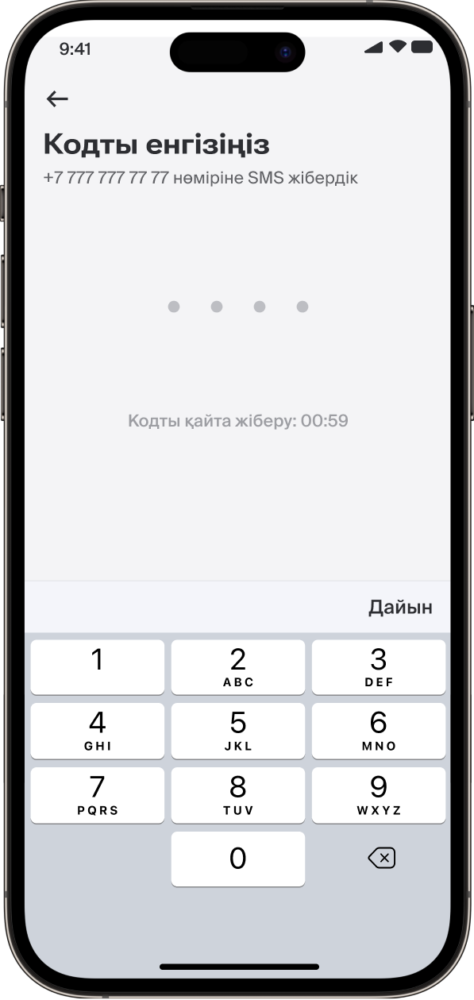 9:41
Кодты енгізіңіз
+7 777 777 77 77 нөміріне SMS жібердік
Кодты қайта жіберу: 00:59
Дайын
1
2
ABC
3
DEF
4
GHI
5
JKL
6
MNO
7
PQRS
8
TUV
9
WXYZ
0